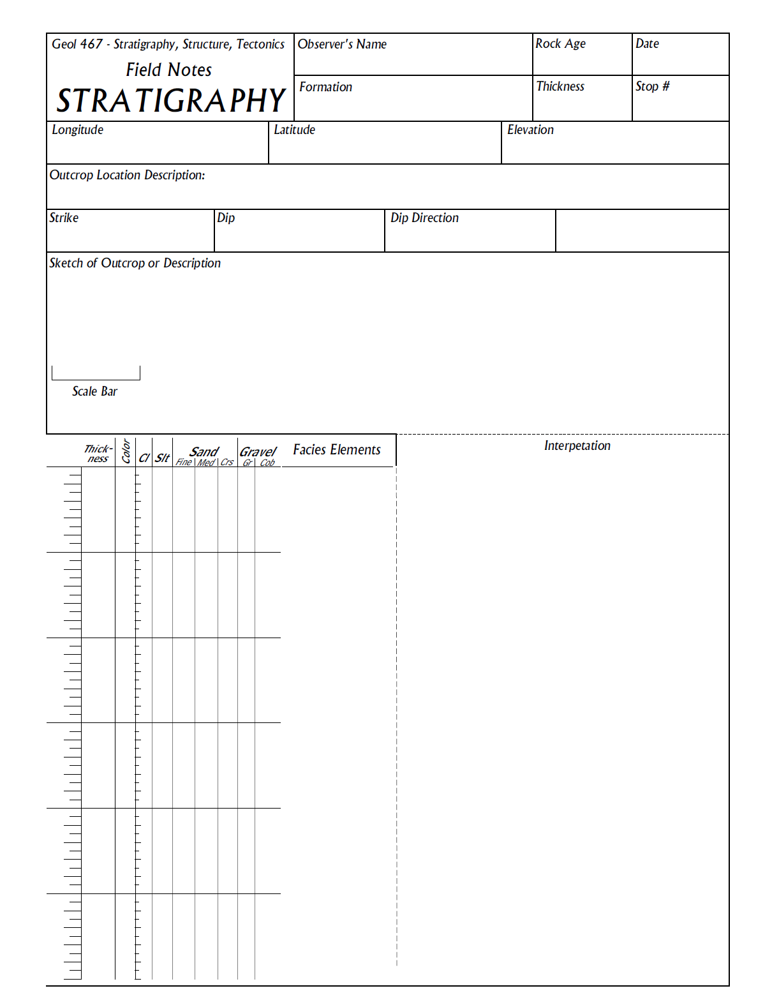 Geol 467 - Stratigraphy, Structure, Tectonics
Field Notes
STRATIGRAPHY
Observer's Name
Rock Age
Date
Formation
Thickness
Stop #
Longitude
Latitude
Elevation
Outcrop Location Description:
Strike
Dip
Dip Direction
Sketch of Outcrop or Description
Scale Bar
Thick-
ness
Color
Cl
Slt
Sand
Fine
Med
Crs
Gravel
Gr
Cob
Facies Elements
Interpetation